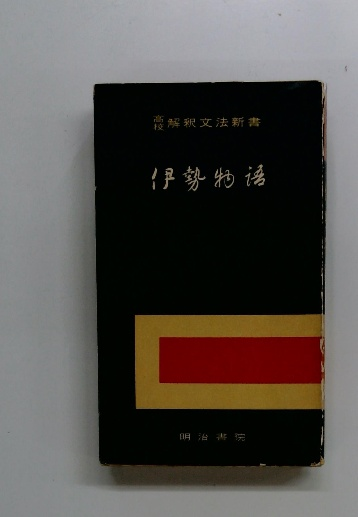 高校 解釈文法新書
伊勢物語
明治書院